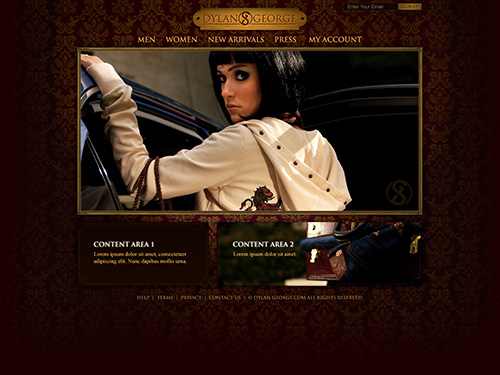 Enter Your Email SIGN UP
DYLAN GEORGE
MEN WOMEN NEW ARRIVALS PRESS MY ACCOUNT
CONTENT AREA 1
Lorem ipsum dolor sit amet, consectetuer
adipiscing elit. Nunc dapibus mollis urna.
CONTENT AREA 2
Lorem ipsum dolor sit amet.
HELP | TERMS | PRIVACY | CONTACT US | © DYLAN GEORGE.COM ALL RIGHTS RESERVED